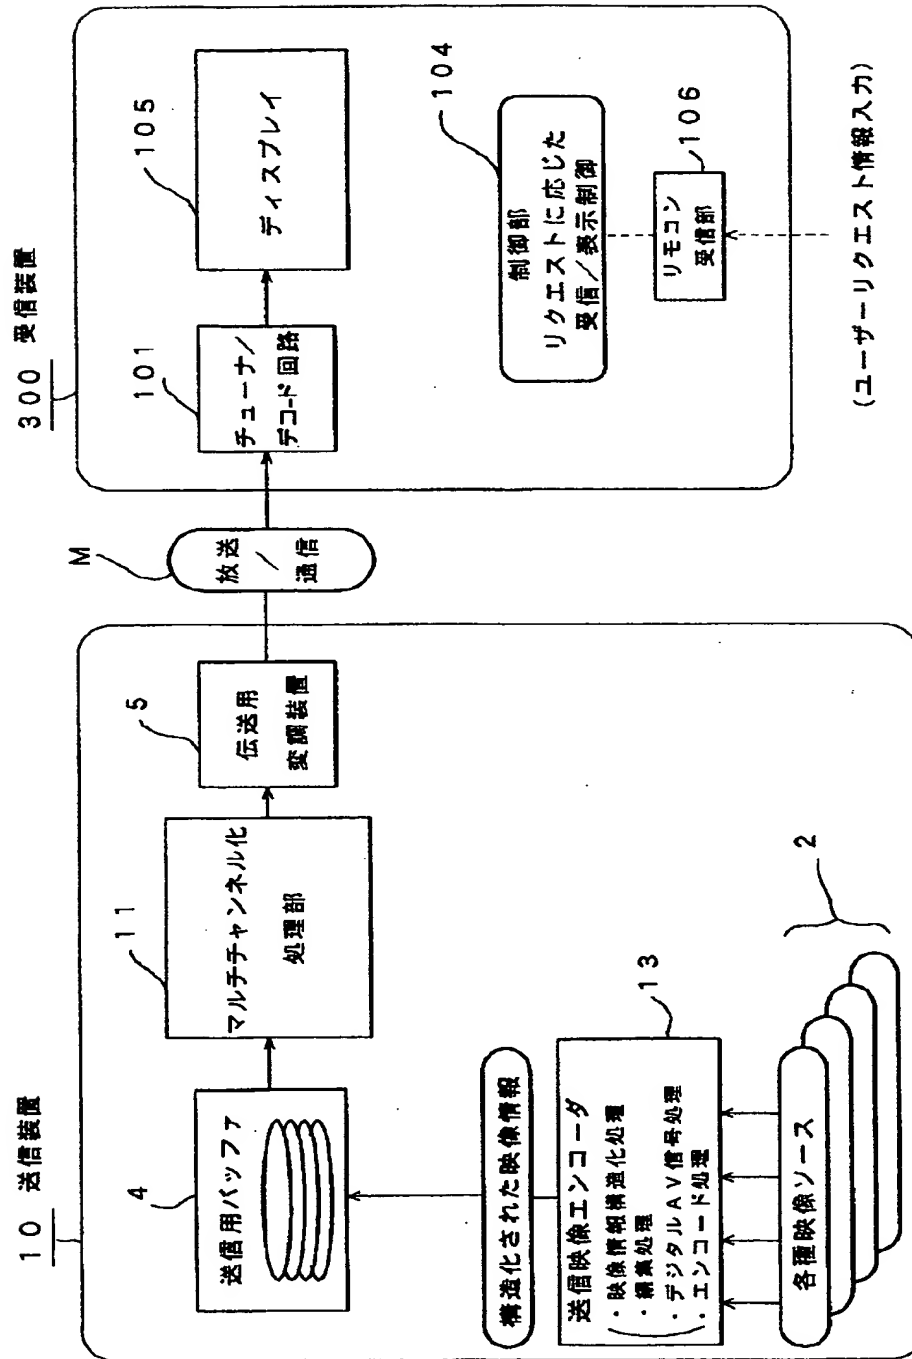 10 送信装置
4
送信用バッファ
11
マルチチャンネル化
処理部
5
伝送用
変調装置
構造化された映像情報
13
送信映像エンコーダ
・映像情報構造化処理
・編集処理
・デジタルAV信号処理
・エンコード処理
各種映像ソース
2
M
放送
／
通信
300 受信装置
101
チューナ／
デコード回路
105
ディスプレイ
104
制御部
リクエストに応じた
受信／表示制御
106
リモコン
受信部
(ユーザーリクエスト情報入力)